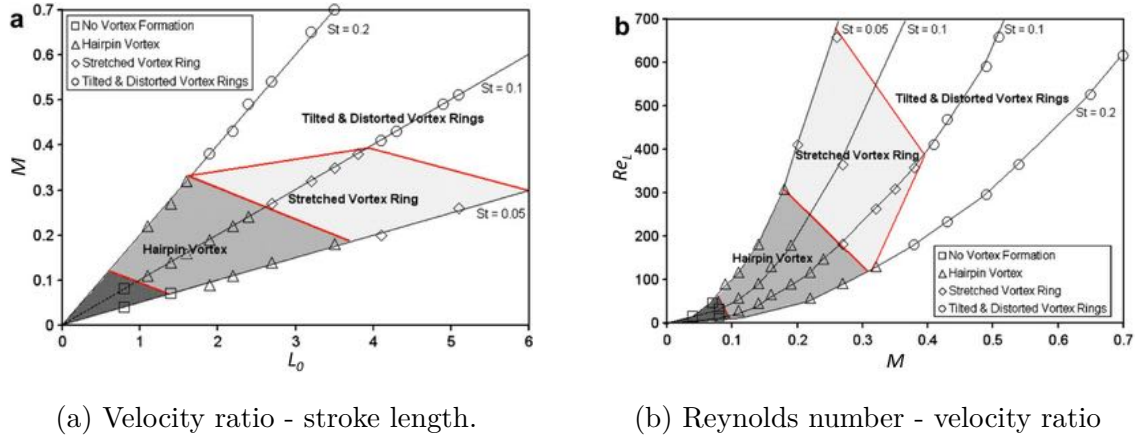 a
0.7
0.6
0.5
0.4
0.3
0.2
0.1
0
M
0 1 2 3 4 5 6
L0
No Vortex Formation
Hairpin Vortex
Stretched Vortex Ring
Tilted & Distorted Vortex Rings
St = 0.2
St = 0.1
Tilted & Distorted Vortex Rings
Stretched Vortex Ring
St = 0.05
Hairpin Vortex
b
700
600
500
400
300
200
100
0
ReL
0 0.1 0.2 0.3 0.4 0.5 0.6 0.7
M
St = 0.05
St = 0.1
St = 0.1
Tilted & Distorted Vortex Rings
St = 0.2
Stretched Vortex Ring
Hairpin Vortex
No Vortex Formation
Hairpin Vortex
Stretched Vortex Ring
Tilted & Distorted Vortex Rings
(a) Velocity ratio - stroke length.
(b) Reynolds number - velocity ratio